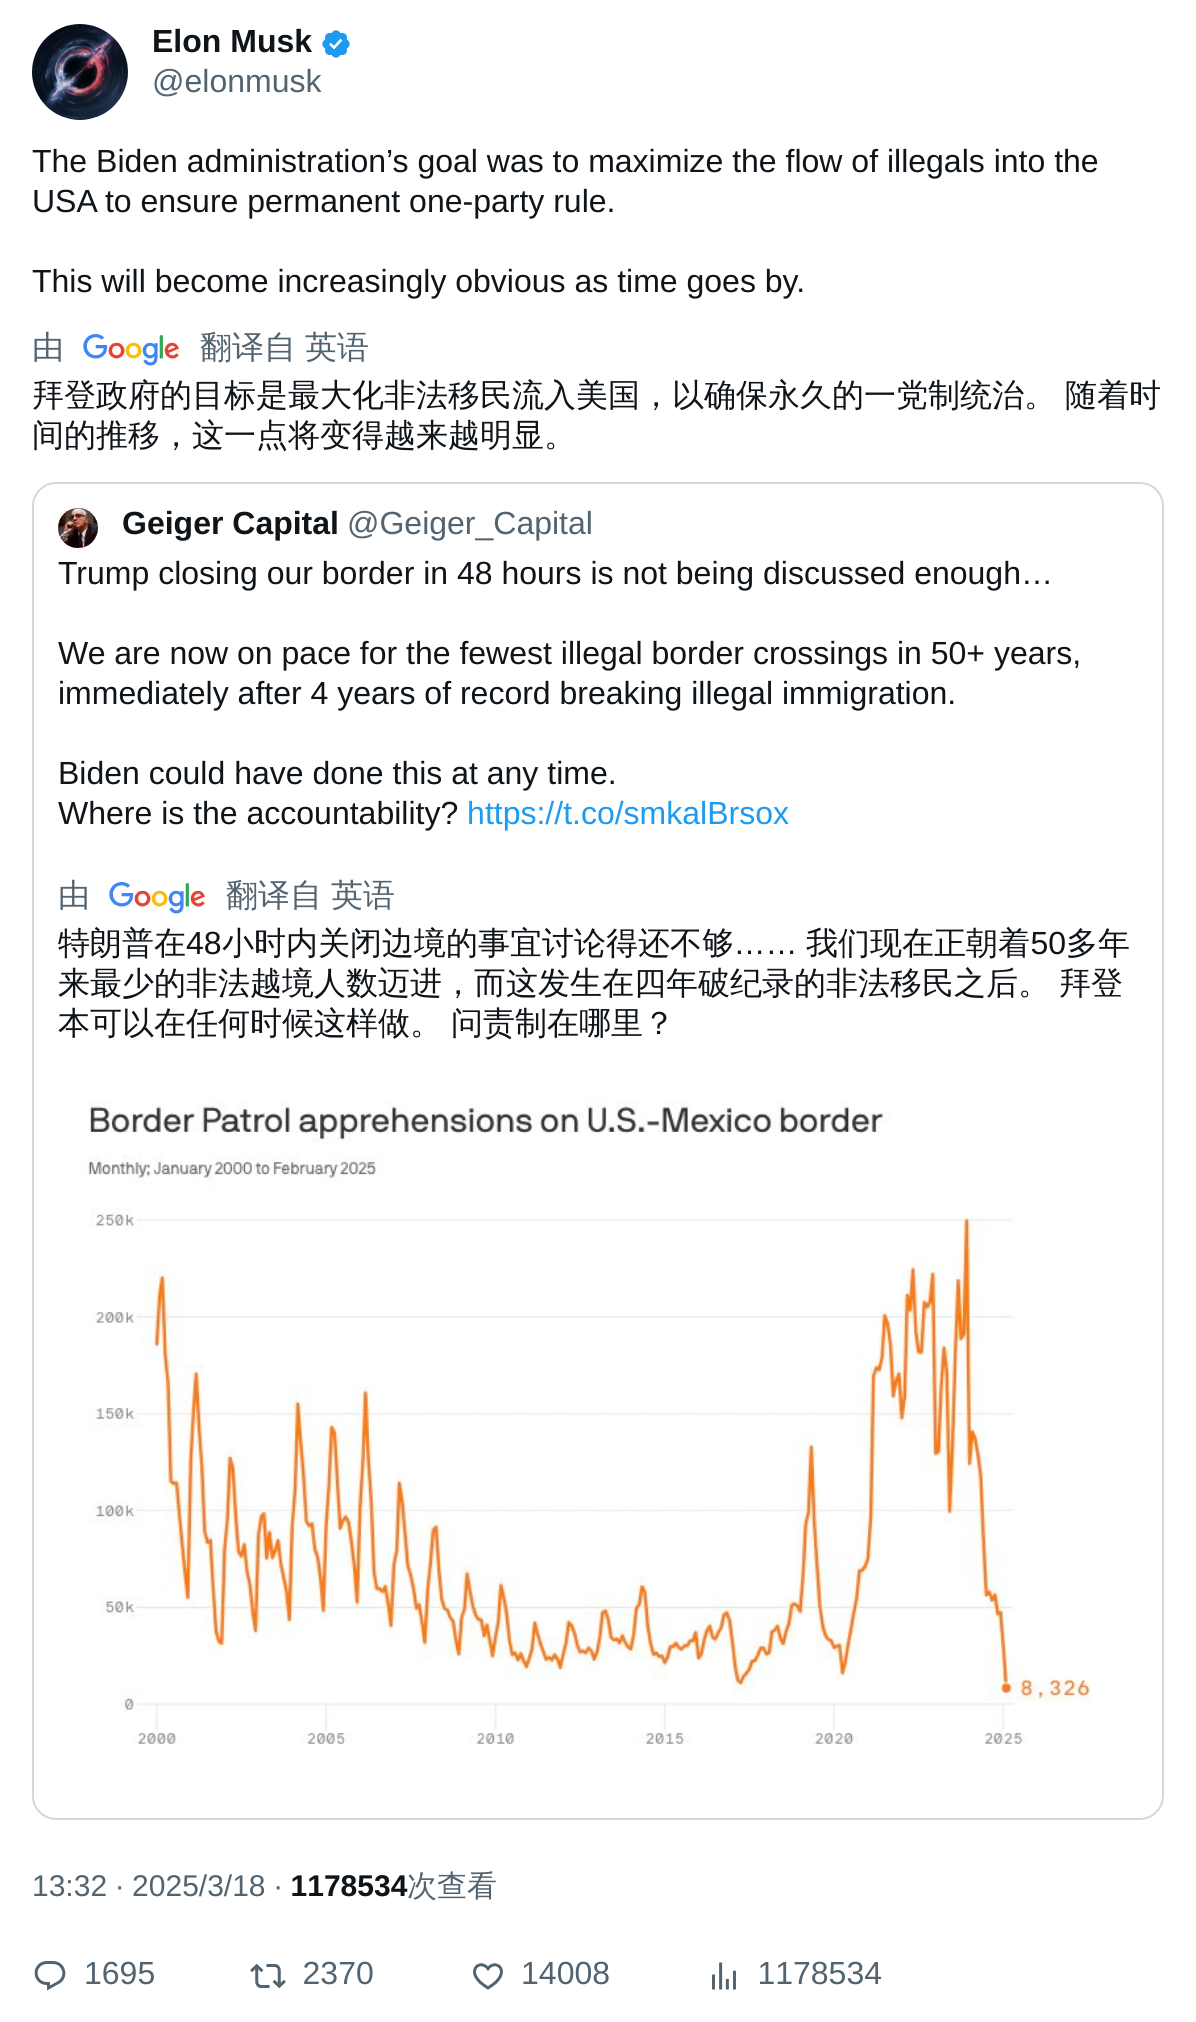 Elon Musk
@elonmusk
The Biden administration’s goal was to maximize the flow of illegals into the
USA to ensure permanent one-party rule.
This will become increasingly obvious as time goes by.
由 Google 翻译自 英语
拜登政府的目标是最大化非法移民流入美国，以确保永久的一党制统治。 随着时
间的推移，这一点将变得越来越明显。
Geiger Capital @Geiger_Capital
Trump closing our border in 48 hours is not being discussed enough…
We are now on pace for the fewest illegal border crossings in 50+ years,
immediately after 4 years of record breaking illegal immigration.
Biden could have done this at any time.
Where is the accountability? https://t.co/smkalBrsox
由 Google 翻译自 英语
特朗普在48小时内关闭边境的事宜讨论得还不够…… 我们现在正朝着50多年
来最少的非法越境人数迈进，而这发生在四年破纪录的非法移民之后。 拜登
本可以在任何时候这样做。 问责制在哪里？
Border Patrol apprehensions on U.S.-Mexico border
Monthly; January 2000 to February 2025
250k
200k
150k
100k
50k
0
8,326
2000 2005 2010 2015 2020 2025
13:32 · 2025/3/18 · 1178534次查看
1695 2370 14008 1178534